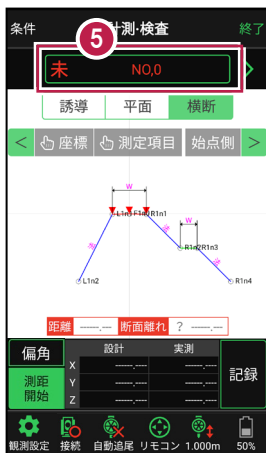 条件 計測・検査 終了
5
未 NO,0 >
誘導 平面 横断
< 座標 測定項目 始点側 >
W
L1n1 F1n1 R1n1
W
R1n2 R1n3
L1n2
R1n4
距離 ------.--- 断面離れ ? ------.---
偏角 設計 実測
X ------.--- ------.---
測距開始 Y ------.--- ------.--- 記録
Z ------.--- ------.---
観測設定 接続 自動追尾 リモコン 1.000m 50%